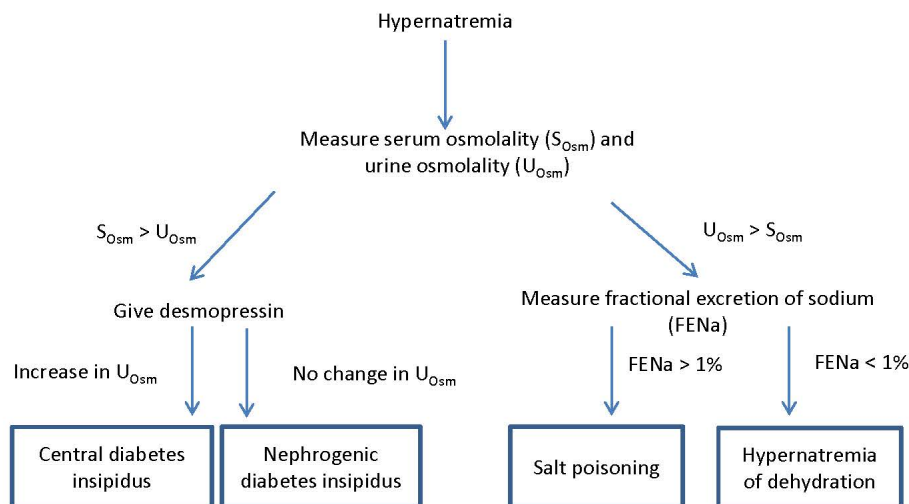 Hypernatremia
Measure serum osmolality (SOsm) and
urine osmolality (UOsm)
SOsm > UOsm
UOsm > SOsm
Give desmopressin
Measure fractional excretion of sodium
(FENa)
Increase in UOsm
No change in UOsm
FENa > 1%
FENa < 1%
Central diabetes
insipidus
Nephrogenic
diabetes insipidus
Salt poisoning
Hypernatremia
of dehydration